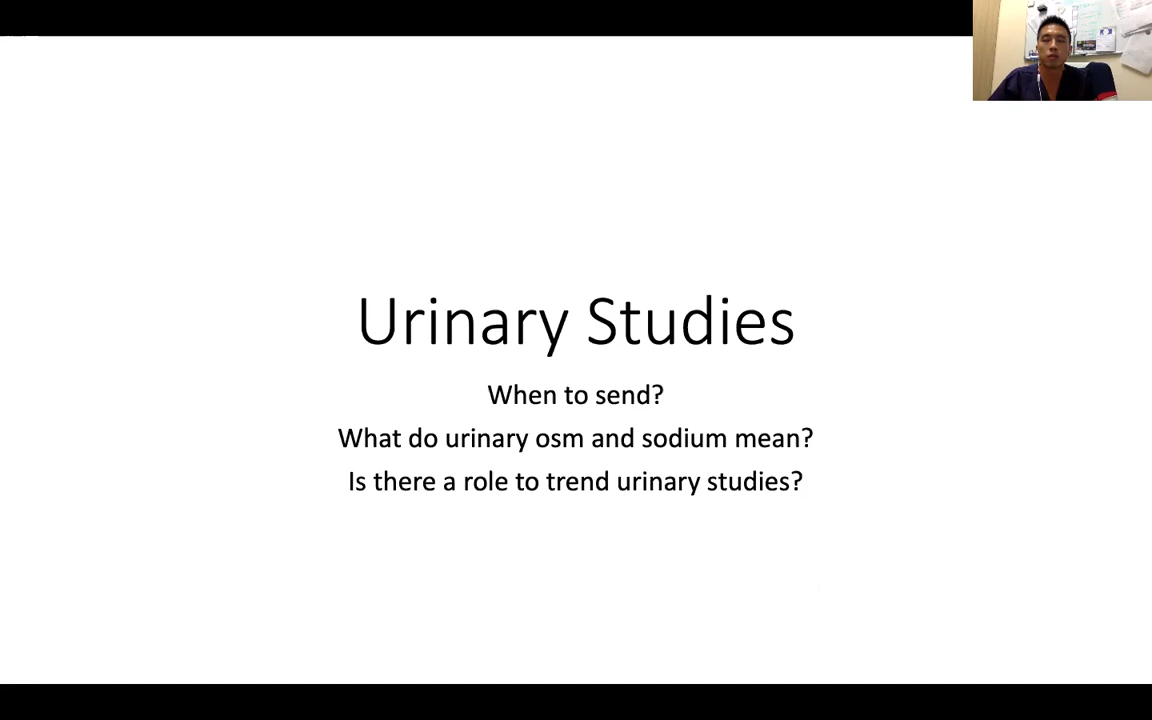 Urinary Studies
When to send?
What do urinary osm and sodium mean?
Is there a role to trend urinary studies?